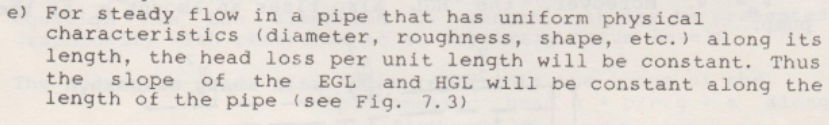 e) For steady flow in a pipe that has uniform physical
characteristics (diameter, roughness, shape, etc.) along its
length, the head loss per unit length will be constant. Thus
the slope of the EGL and HGL will be constant along the
length of the pipe (see Fig. 7.3)